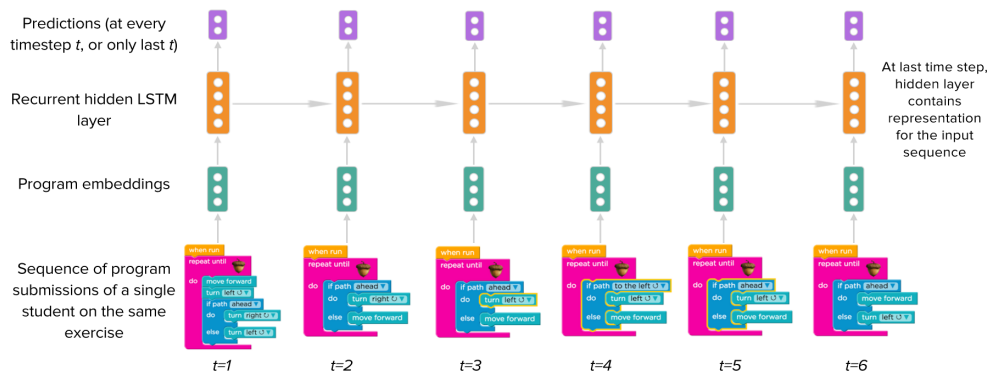 Predictions (at every
timestep t, or only last t)
Recurrent hidden LSTM
layer
At last time step,
hidden layer
contains
representation
for the input
sequence
Program embeddings
Sequence of program
submissions of a single
student on the same
exercise
when run
repeat until
do
move forward
turn left
if path ahead
do
turn right
else
turn left
t=1
when run
repeat until
do
if path ahead
do
turn right
else
move forward
t=2
when run
repeat until
do
if path ahead
do
turn left
else
move forward
t=3
when run
repeat until
do
if path to the left
do
turn left
else
move forward
t=4
when run
repeat until
do
if path ahead
do
turn left
else
move forward
t=5
when run
repeat until
do
if path ahead
do
move forward
else
turn left
t=6